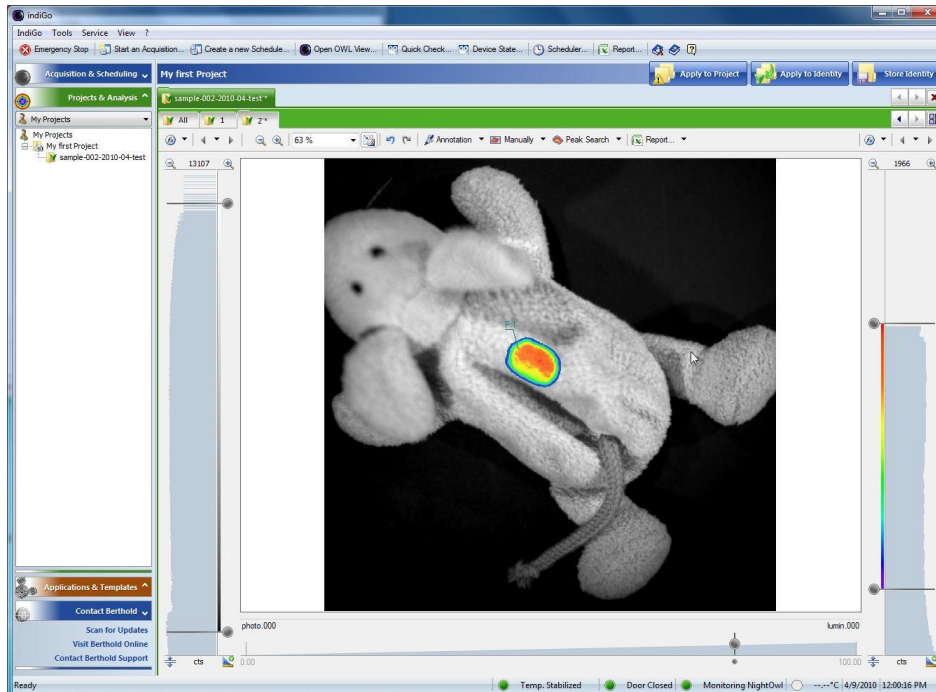 indiGo
IndiGo Tools Service View ?
Emergency Stop Start an Acquisition... Create a new Schedule... Open OWL View... Quick Check... Device State... Scheduler... Report...
Acquisition & Scheduling
My first Project
Apply to Project
Apply to Identity
Store Identity
Projects & Analysis
sample-002-2010-04-test*
My Projects
All 1 2*
My Projects
My first Project
sample-002-2010-04-test
63 %
Annotation
Manually
Peak Search
Report...
13107
1966
Applications & Templates
Contact Berthold
Scan for Updates
Visit Berthold Online
Contact Berthold Support
photo.000
lumin.000
cts
0.00
100.00
cts
Ready
Temp. Stabilized
Door Closed
Monitoring NightOwl
--.--°C
4/9/2010
12:00:16 PM